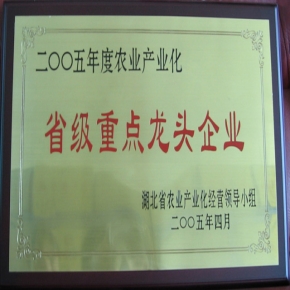 二〇〇五年度农业产业化
省级重点龙头企业
湖北省农业产业化经营领导小组
二〇〇五年四月